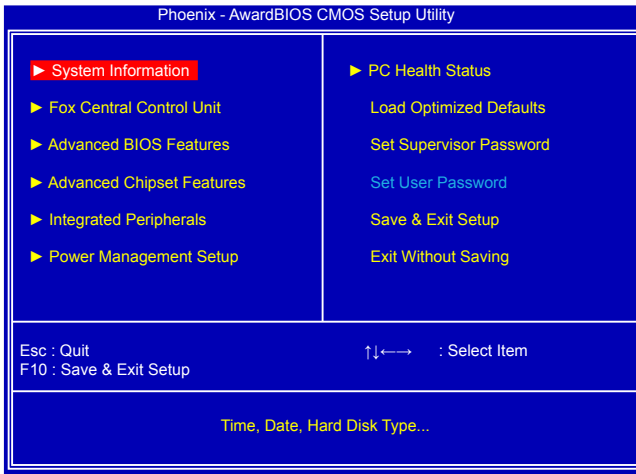 Phoenix - AwardBIOS CMOS Setup Utility
► System Information
► Fox Central Control Unit
► Advanced BIOS Features
► Advanced Chipset Features
► Integrated Peripherals
► Power Management Setup
► PC Health Status
Load Optimized Defaults
Set Supervisor Password
Set User Password
Save & Exit Setup
Exit Without Saving
Esc : Quit
F10 : Save & Exit Setup
↑↓←→ : Select Item
Time, Date, Hard Disk Type...